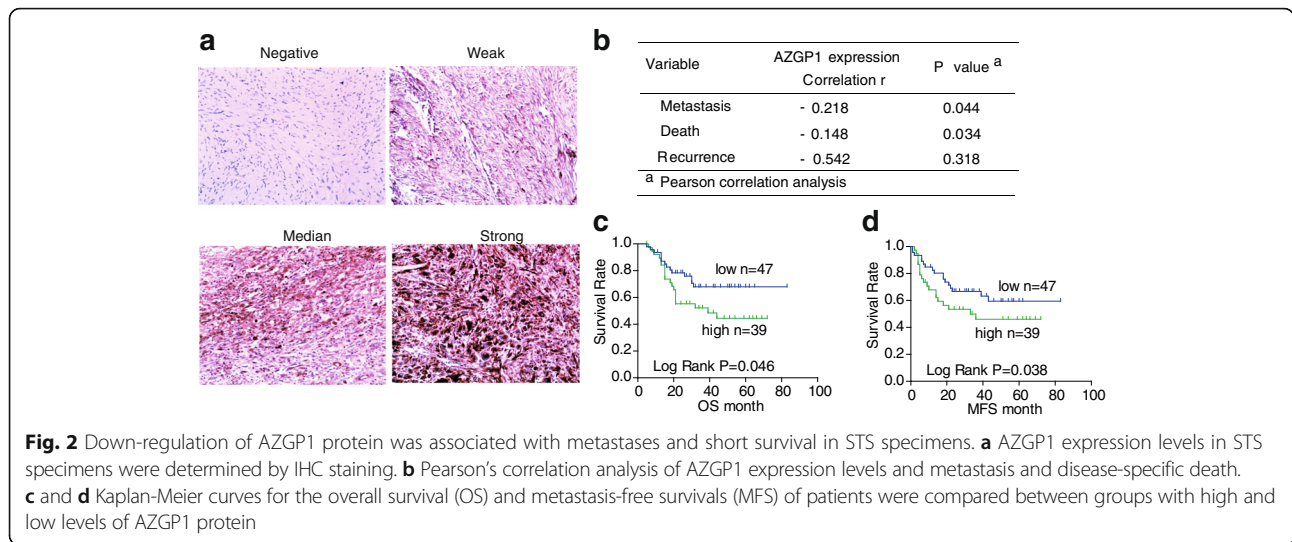 a
Negative
Weak
Median
Strong
b
Variable
AZGP1 expression
Correlation r
P value a
Metastasis - 0.218 0.044
Death - 0.148 0.034
Recurrence - 0.542 0.318
a Pearson correlation analysis
c
1.0
0.8
0.6
0.4
0.2
0.0
Survival Rate
low n=47
high n=39
Log Rank P=0.046
0 20 40 60 80 100
OS month
d
1.0
0.8
0.6
0.4
0.2
0.0
Survival Rate
low n=47
high n=39
Log Rank P=0.038
0 20 40 60 80 100
MFS month
Fig. 2 Down-regulation of AZGP1 protein was associated with metastases and short survival in STS specimens. a AZGP1 expression levels in STS
specimens were determined by IHC staining. b Pearson's correlation analysis of AZGP1 expression levels and metastasis and disease-specific death.
c and d Kaplan-Meier curves for the overall survival (OS) and metastasis-free survivals (MFS) of patients were compared between groups with high and
low levels of AZGP1 protein